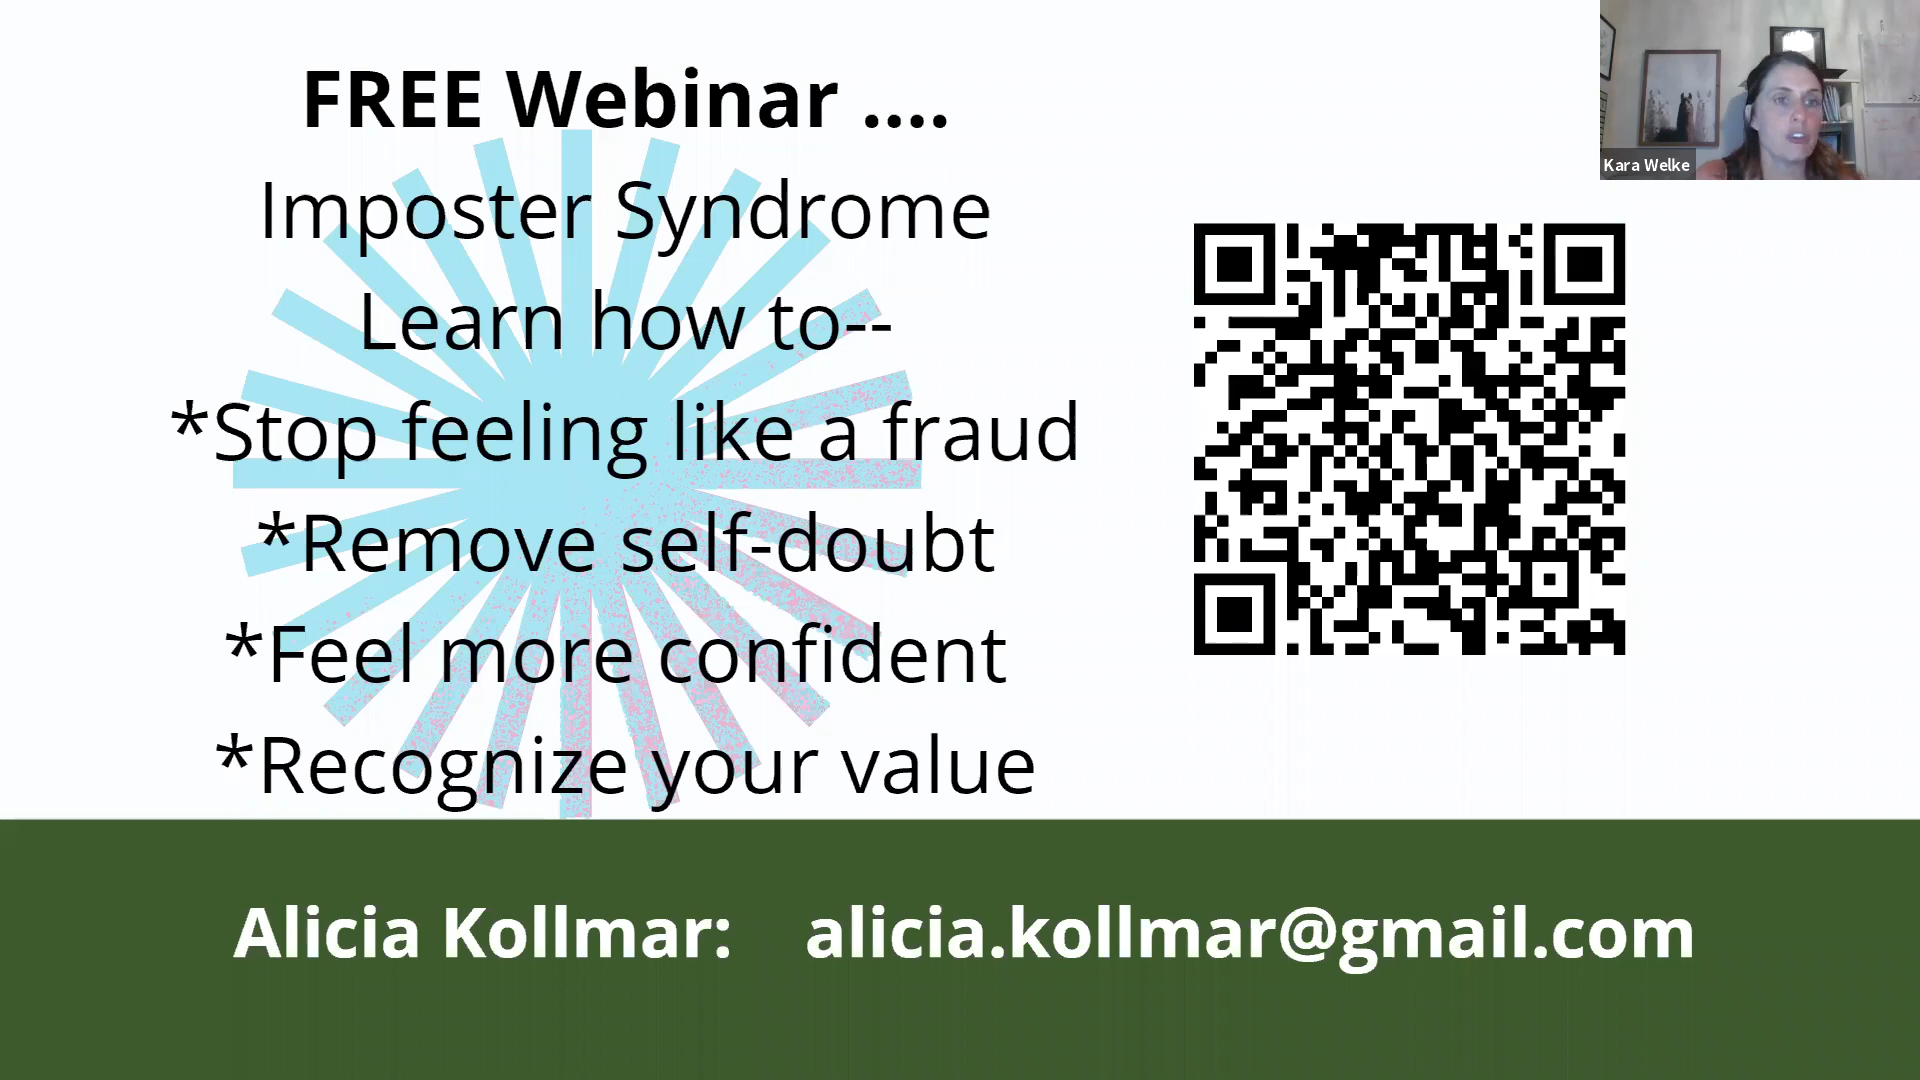 FREE Webinar ....
Imposter Syndrome
Learn how to--
*Stop feeling like a fraud
*Remove self-doubt
*Feel more confident
*Recognize your value
Kara Welke
Alicia Kollmar: alicia.kollmar@gmail.com